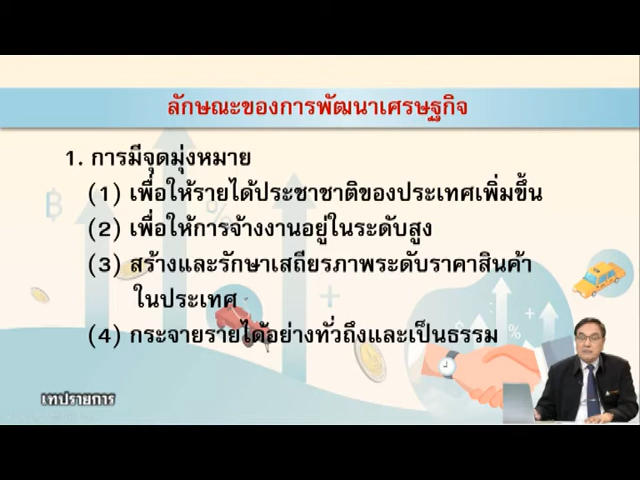 ลักษณะของการพัฒนาเศรษฐกิจ
1. การมีจุดมุ่งหมาย
(1) เพื่อให้รายได้ประชาชาติของประเทศเพิ่มขึ้น
(2) เพื่อให้การจ้างงานอยู่ในระดับสูง
(3) สร้างและรักษาเสถียรภาพระดับราคาสินค้า
ในประเทศ
(4) กระจายรายได้อย่างทั่วถึงและเป็นธรรม
เทปรายการ